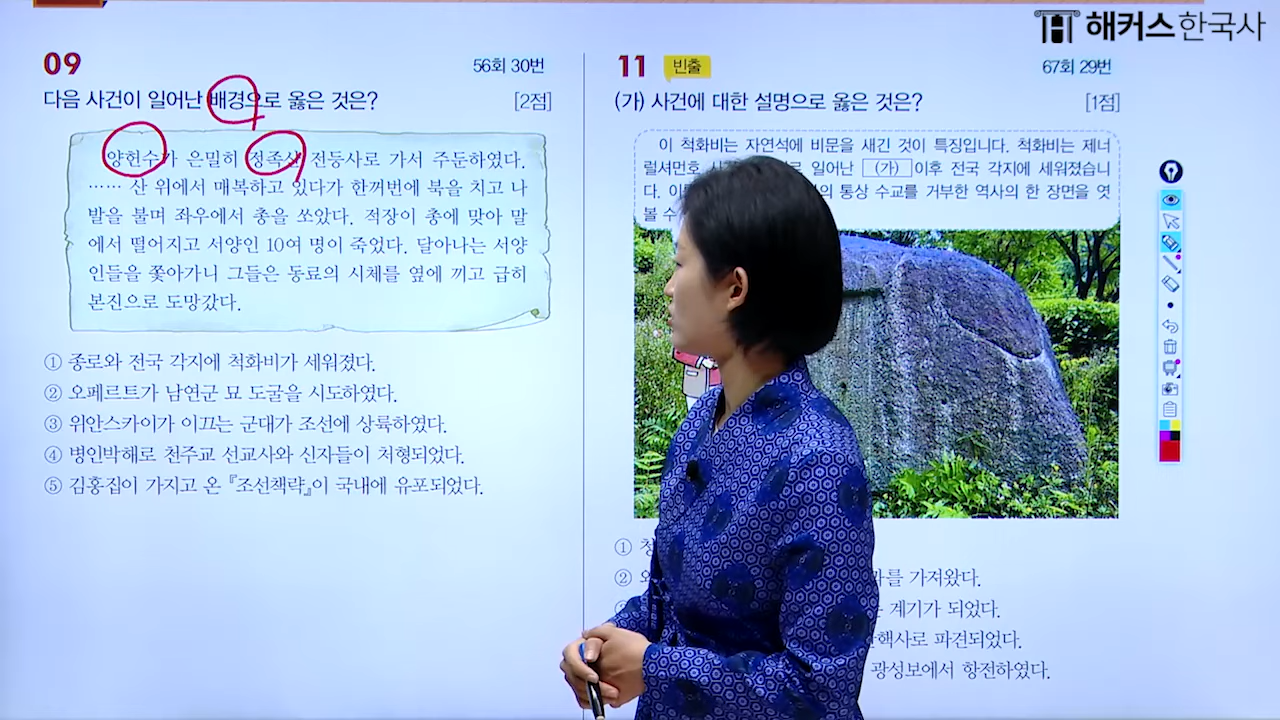 해커스한국사
09
56회 30번
다음 사건이 일어난 배경으로 옳은 것은?
[2점]
양헌수가 은밀히 정족산 전등사로 가서 주둔하였다.
…… 산 위에서 매복하고 있다가 한꺼번에 북을 치고 나
발을 불며 좌우에서 총을 쏘았다. 적장이 총에 맞아 말
에서 떨어지고 서양인 10여 명이 죽었다. 달아나는 서양
인들을 쫓아가니 그들은 동료의 시체를 옆에 끼고 급히
본진으로 도망갔다.
① 종로와 전국 각지에 척화비가 세워졌다.
② 오페르트가 남연군 묘 도굴을 시도하였다.
③ 위안스카이가 이끄는 군대가 조선에 상륙하였다.
④ 병인박해로 천주교 선교사와 신자들이 처형되었다.
⑤ 김홍집이 가지고 온 『조선책략』이 국내에 유포되었다.
11 빈출
67회 29번
(가) 사건에 대한 설명으로 옳은 것은?
[1점]
이 척화비는 자연석에 비문을 새긴 것이 특징입니다. 척화비는 제너
럴셔먼호 일어난 (가) 이후 전국 각지에 세워졌습니
다. 통상 수교를 거부한 역사의 한 장면을 엿
볼 수
①
② 가져왔다.
계기가 되었다.
파견되었다.
광성보에서 항전하였다.